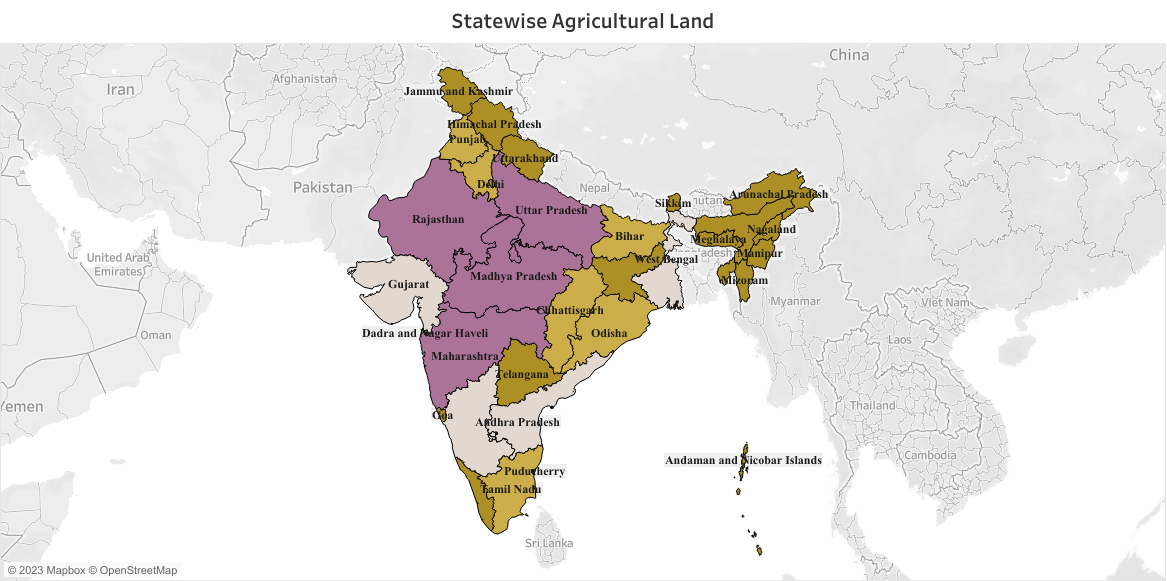 Statewise Agricultural Land
China
Afghanistan
Iran
Jammu and Kashmir
Himachal Pradesh
Punjab
Uttarakhand
Delhi
Pakistan
Nepal
Arunachal Pradesh
Sikkim
Uttar Pradesh
Rajasthan
Nagaland
Bihar
Meghalaya
Manipur
United Arab
Emirates
West Bengal
Madhya Pradesh
Mizoram
Gujarat
Myanmar
Viet Nam
Chhattisgarh
Dadra and Nagar Haveli
Odisha
Oman
Laos
Maharashtra
Telangana
Yemen
Thailand
Goa
Andhra Pradesh
Cambodia
Andaman and Nicobar Islands
Puducherry
Tamil Nadu
Sri Lanka
© 2023 Mapbox © OpenStreetMap